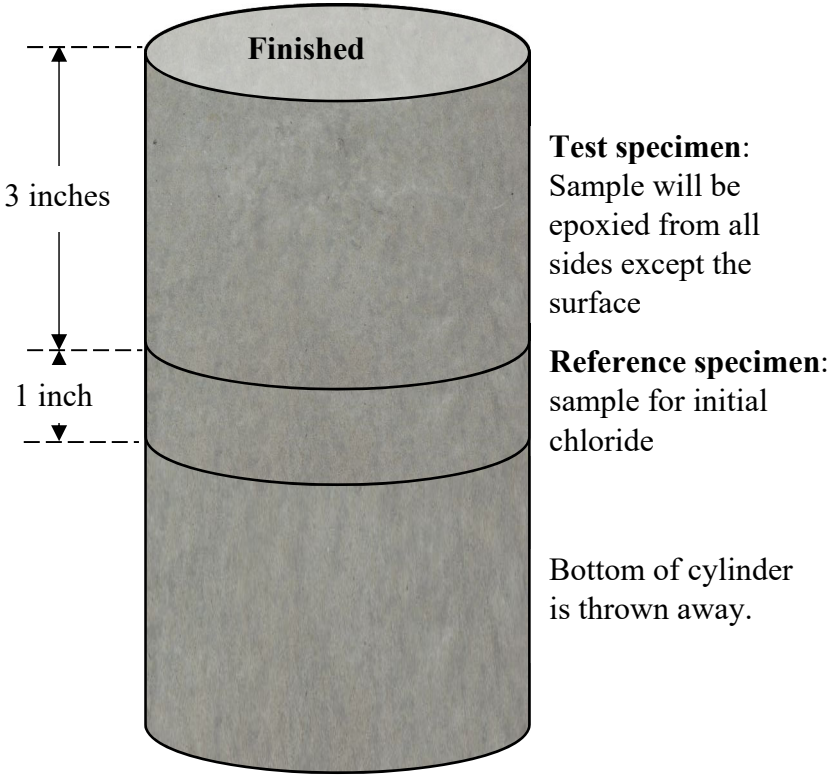 Finished
3 inches
1 inch
Test specimen:
Sample will be
epoxied from all
sides except the
surface
Reference specimen:
sample for initial
chloride
Bottom of cylinder
is thrown away.